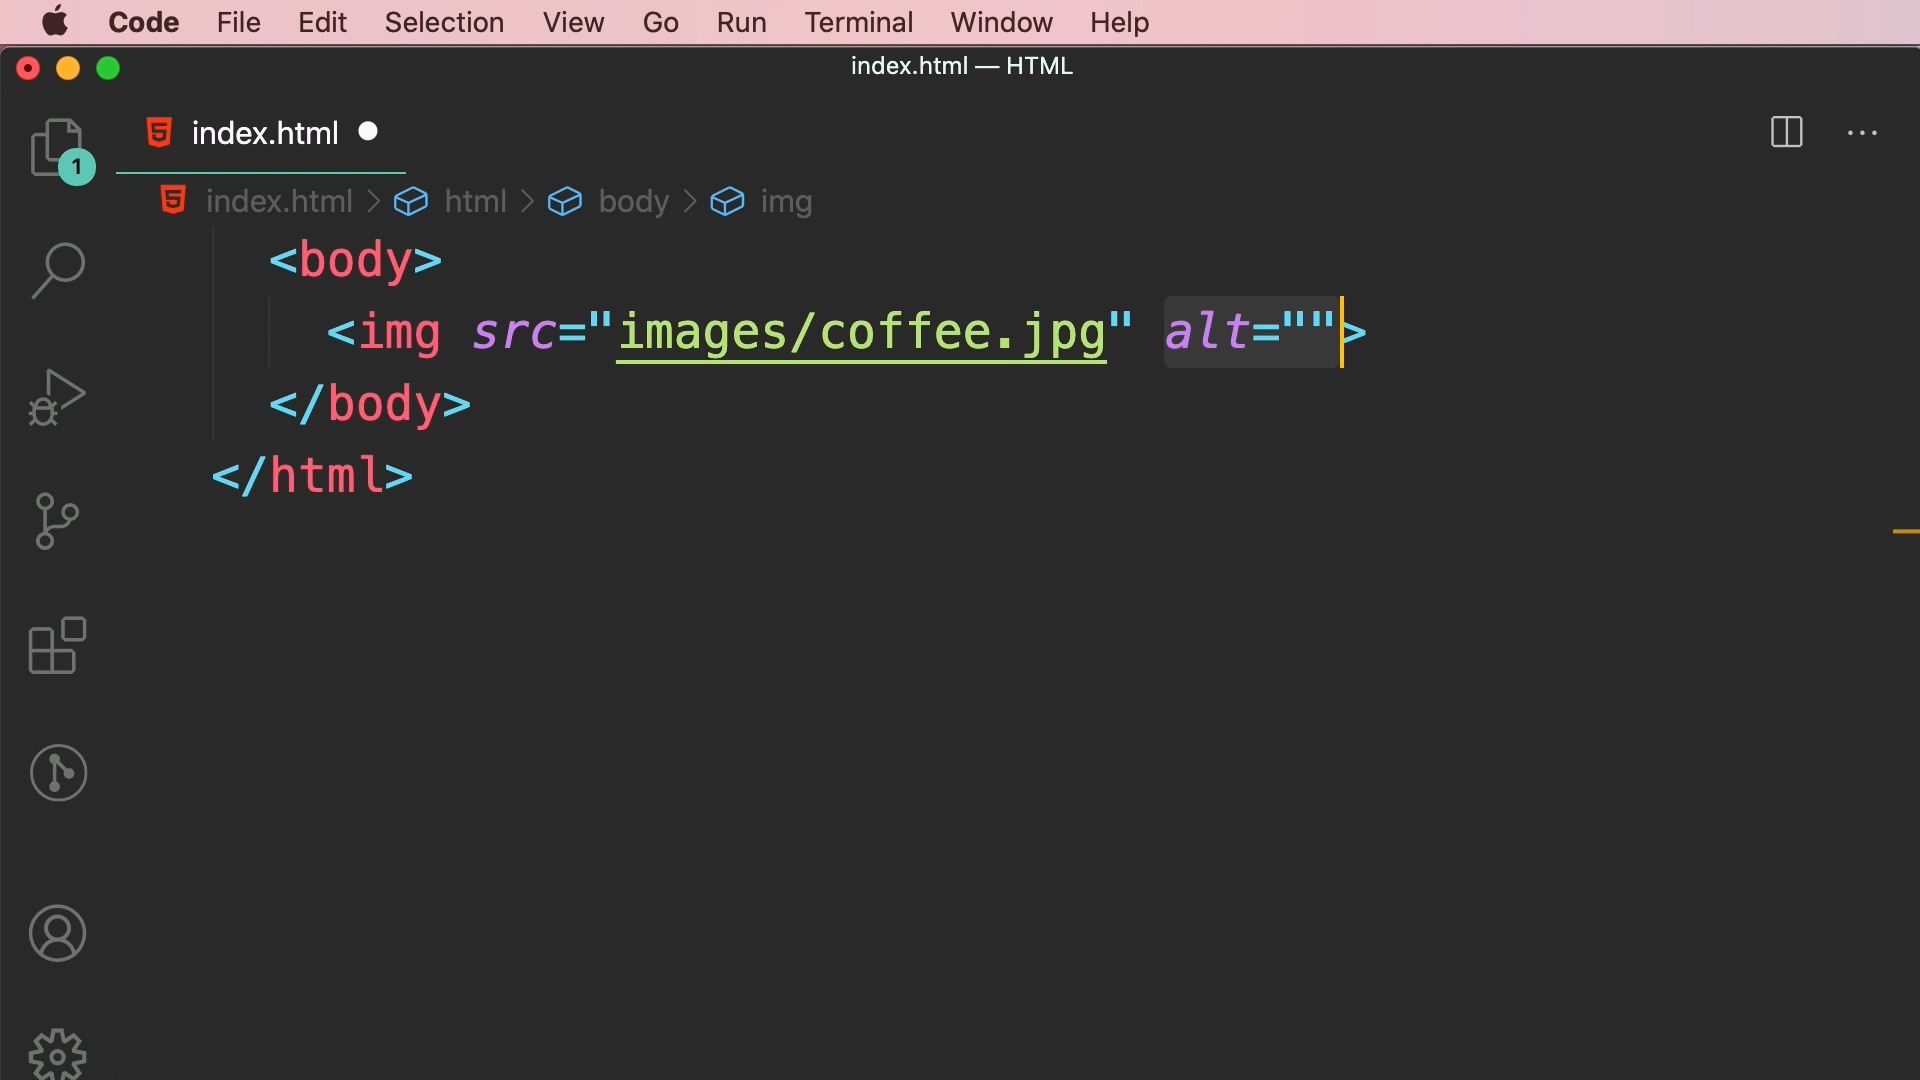 Code File Edit Selection View Go Run Terminal Window Help
index.html — HTML
index.html
1
index.html > html > body > img
<body>
<img src="images/coffee.jpg" alt="">
</body>
</html>